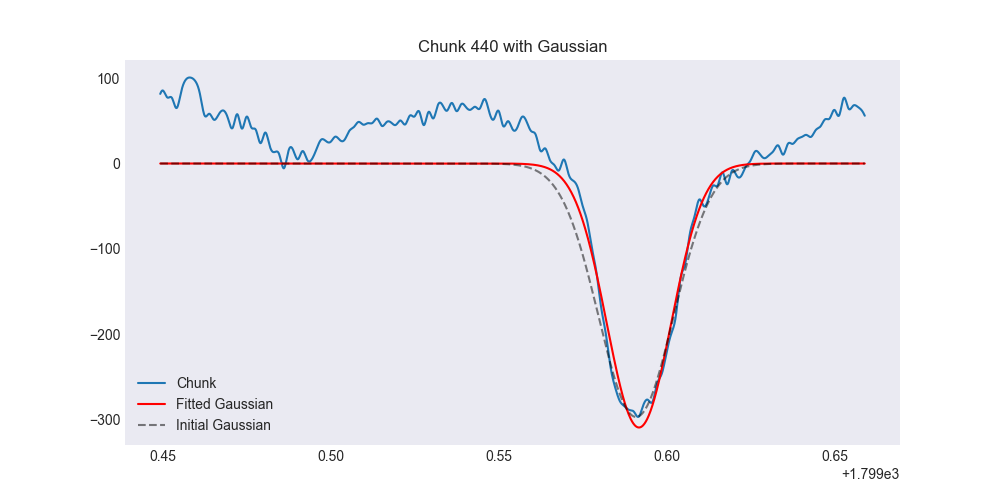 Chunk 440 with Gaussian
100
0
−100
−200
−300
Chunk
Fitted Gaussian
Initial Gaussian
0.45 0.50 0.55 0.60 0.65
+1.799e3